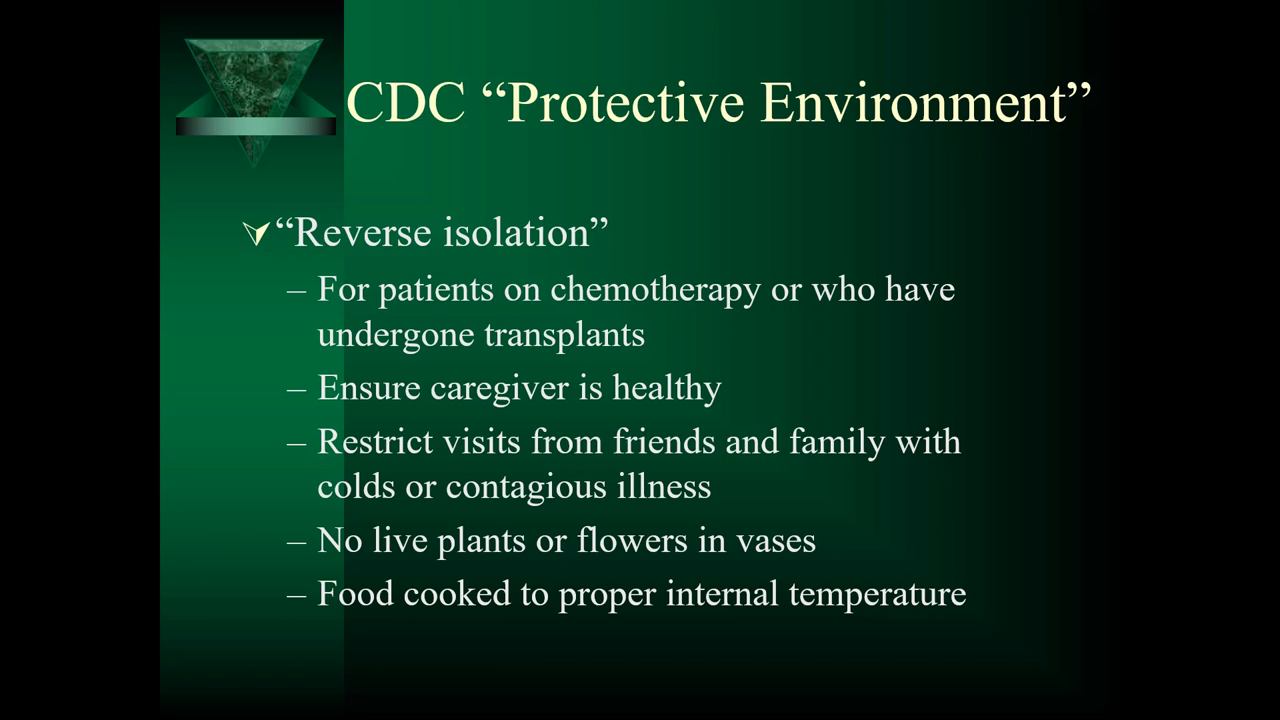 CDC “Protective Environment”
“Reverse isolation”
– For patients on chemotherapy or who have
undergone transplants
– Ensure caregiver is healthy
– Restrict visits from friends and family with
colds or contagious illness
– No live plants or flowers in vases
– Food cooked to proper internal temperature